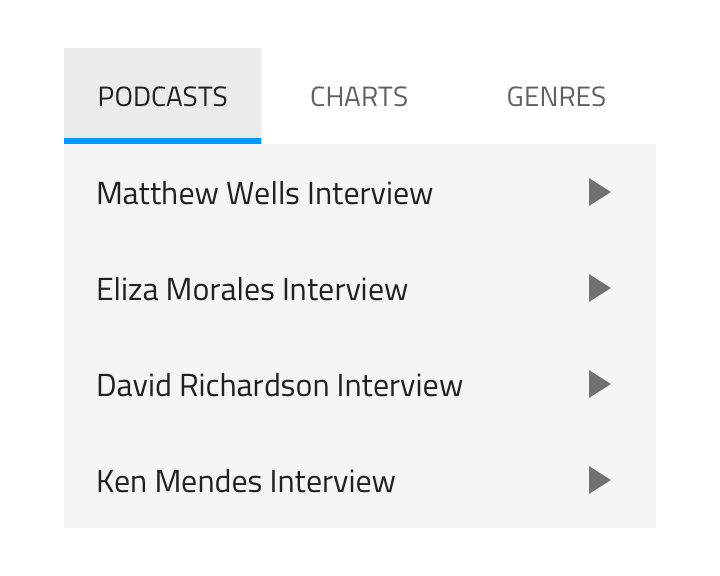 PODCASTS CHARTS GENRES
Matthew Wells Interview
Eliza Morales Interview
David Richardson Interview
Ken Mendes Interview